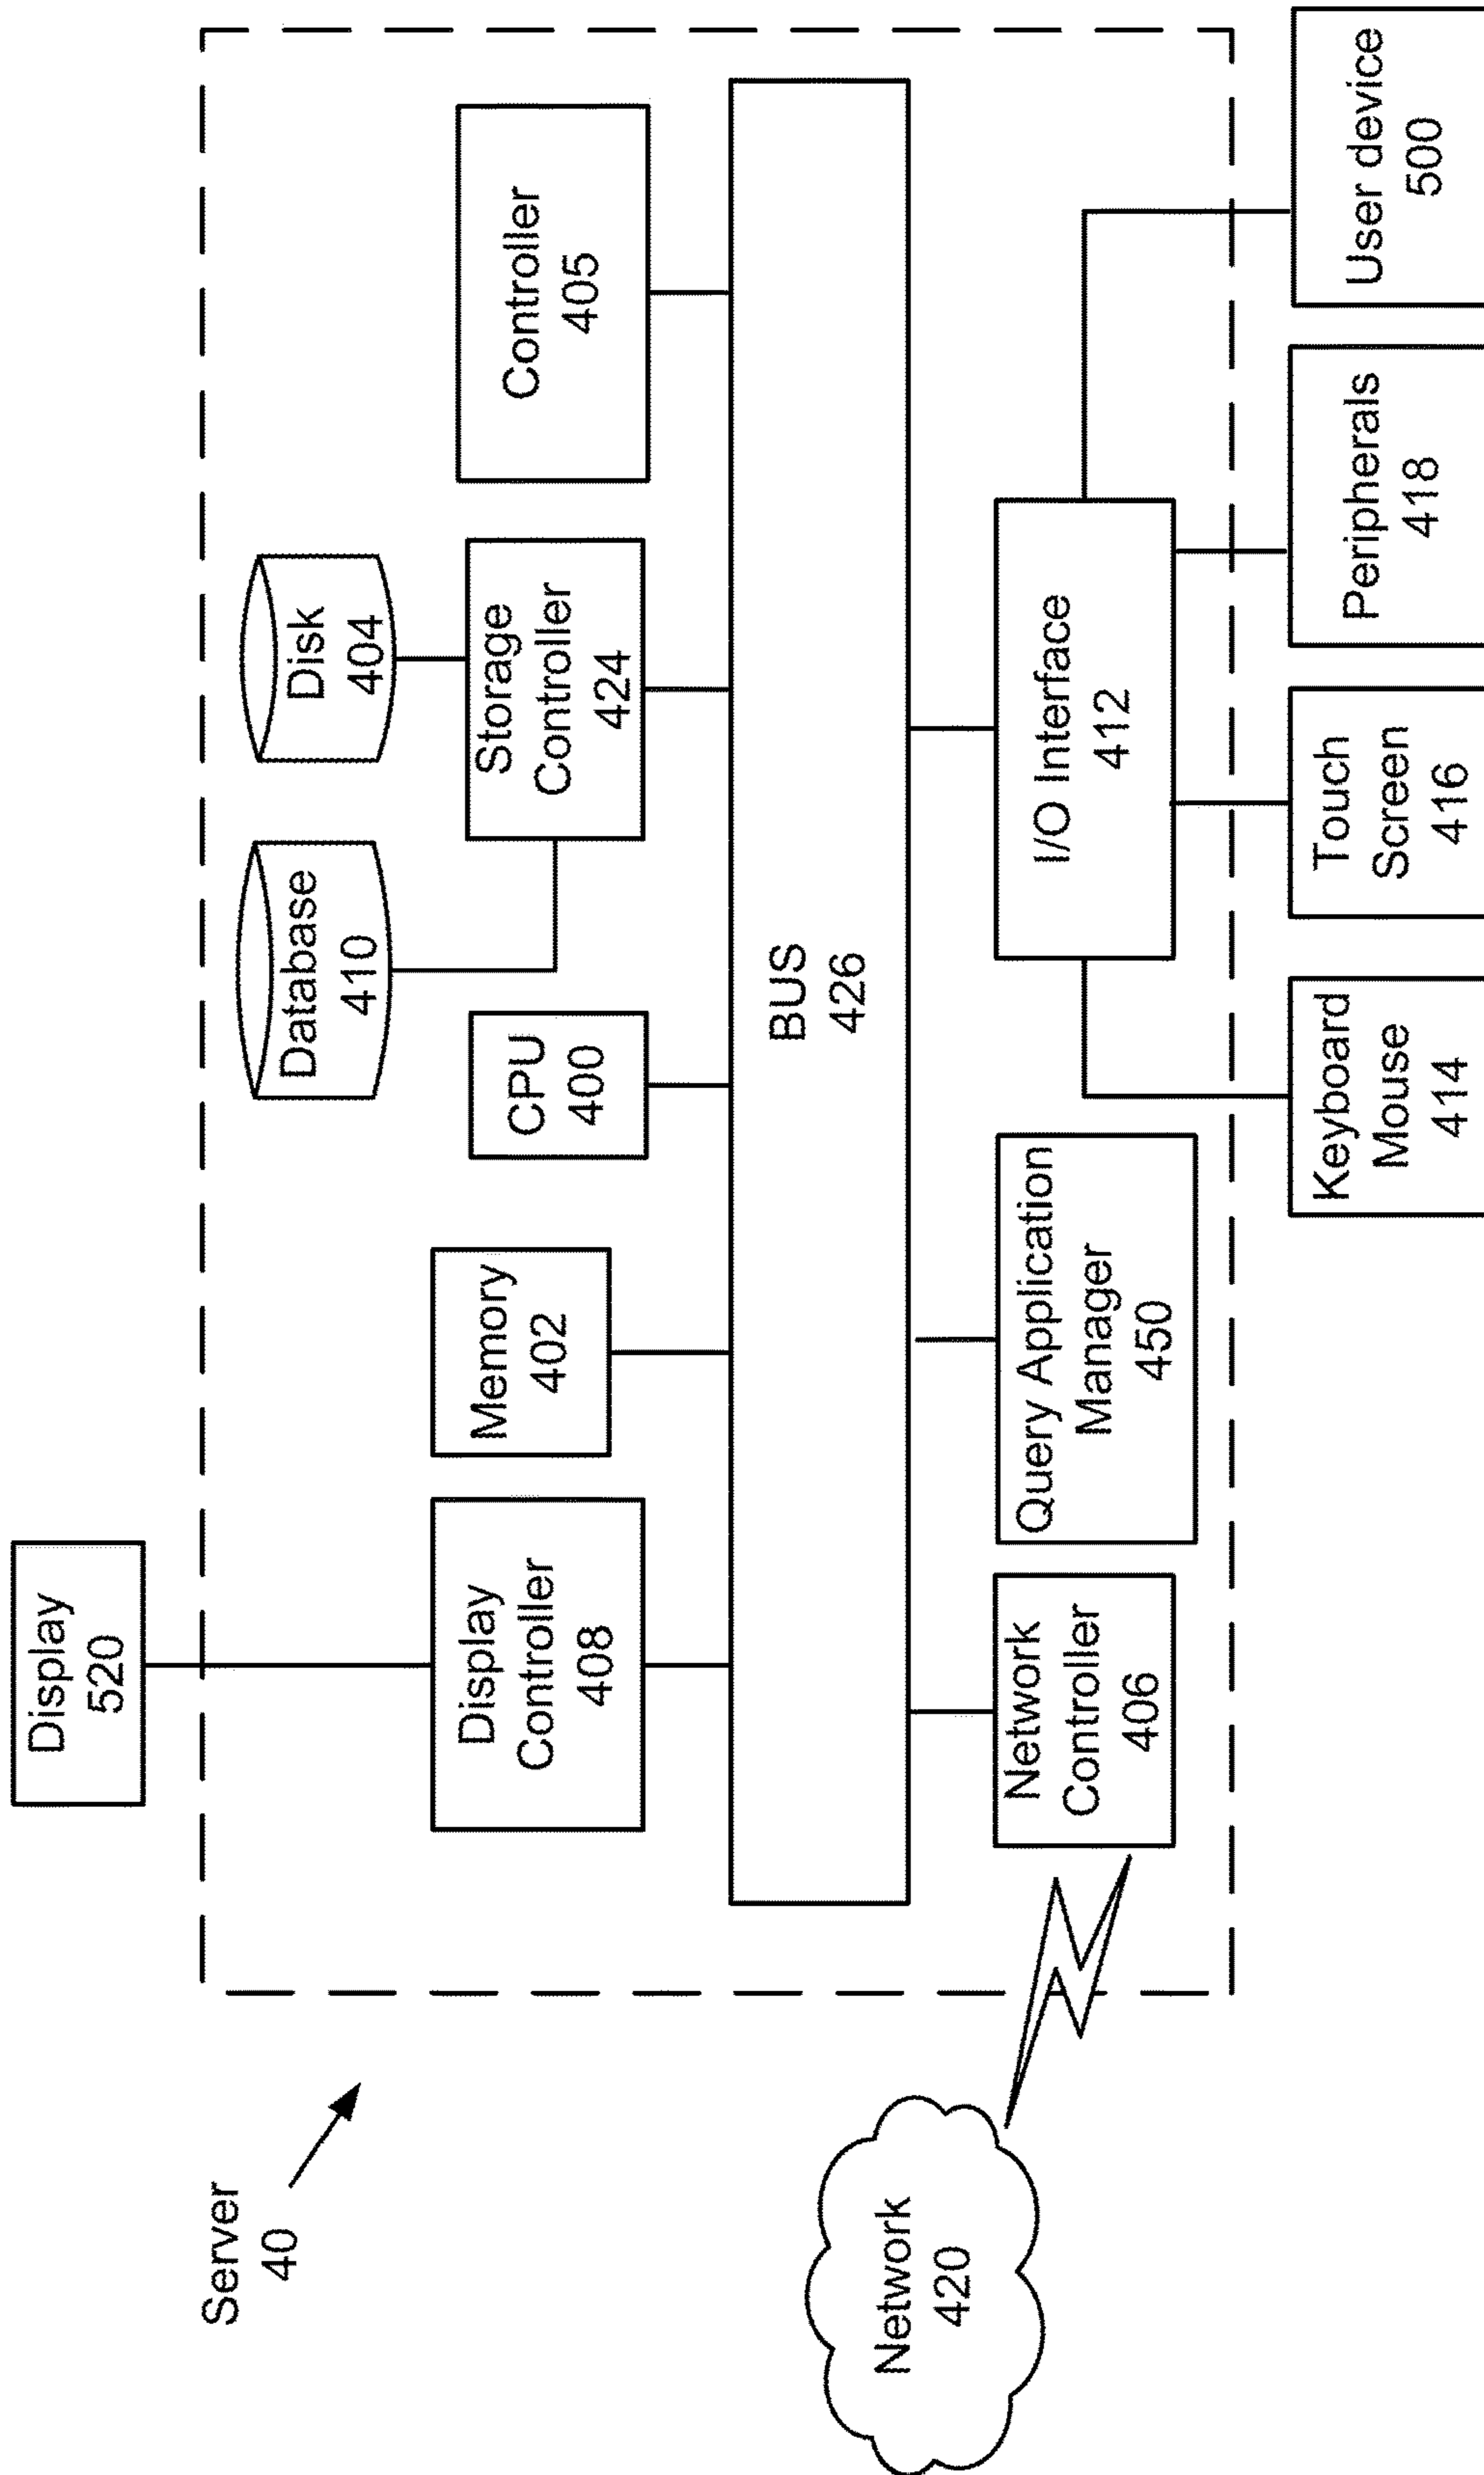 Server
40
Display
520
Display
Controller
408
Memory
402
CPU
400
Database
410
Disk
404
Storage
Controller
424
Controller
405
BUS
426
Network
420
Network
Controller
406
Query Application
Manager
450
I/O Interface
412
Keyboard
Mouse
414
Touch
Screen
416
Peripherals
418
User device
500